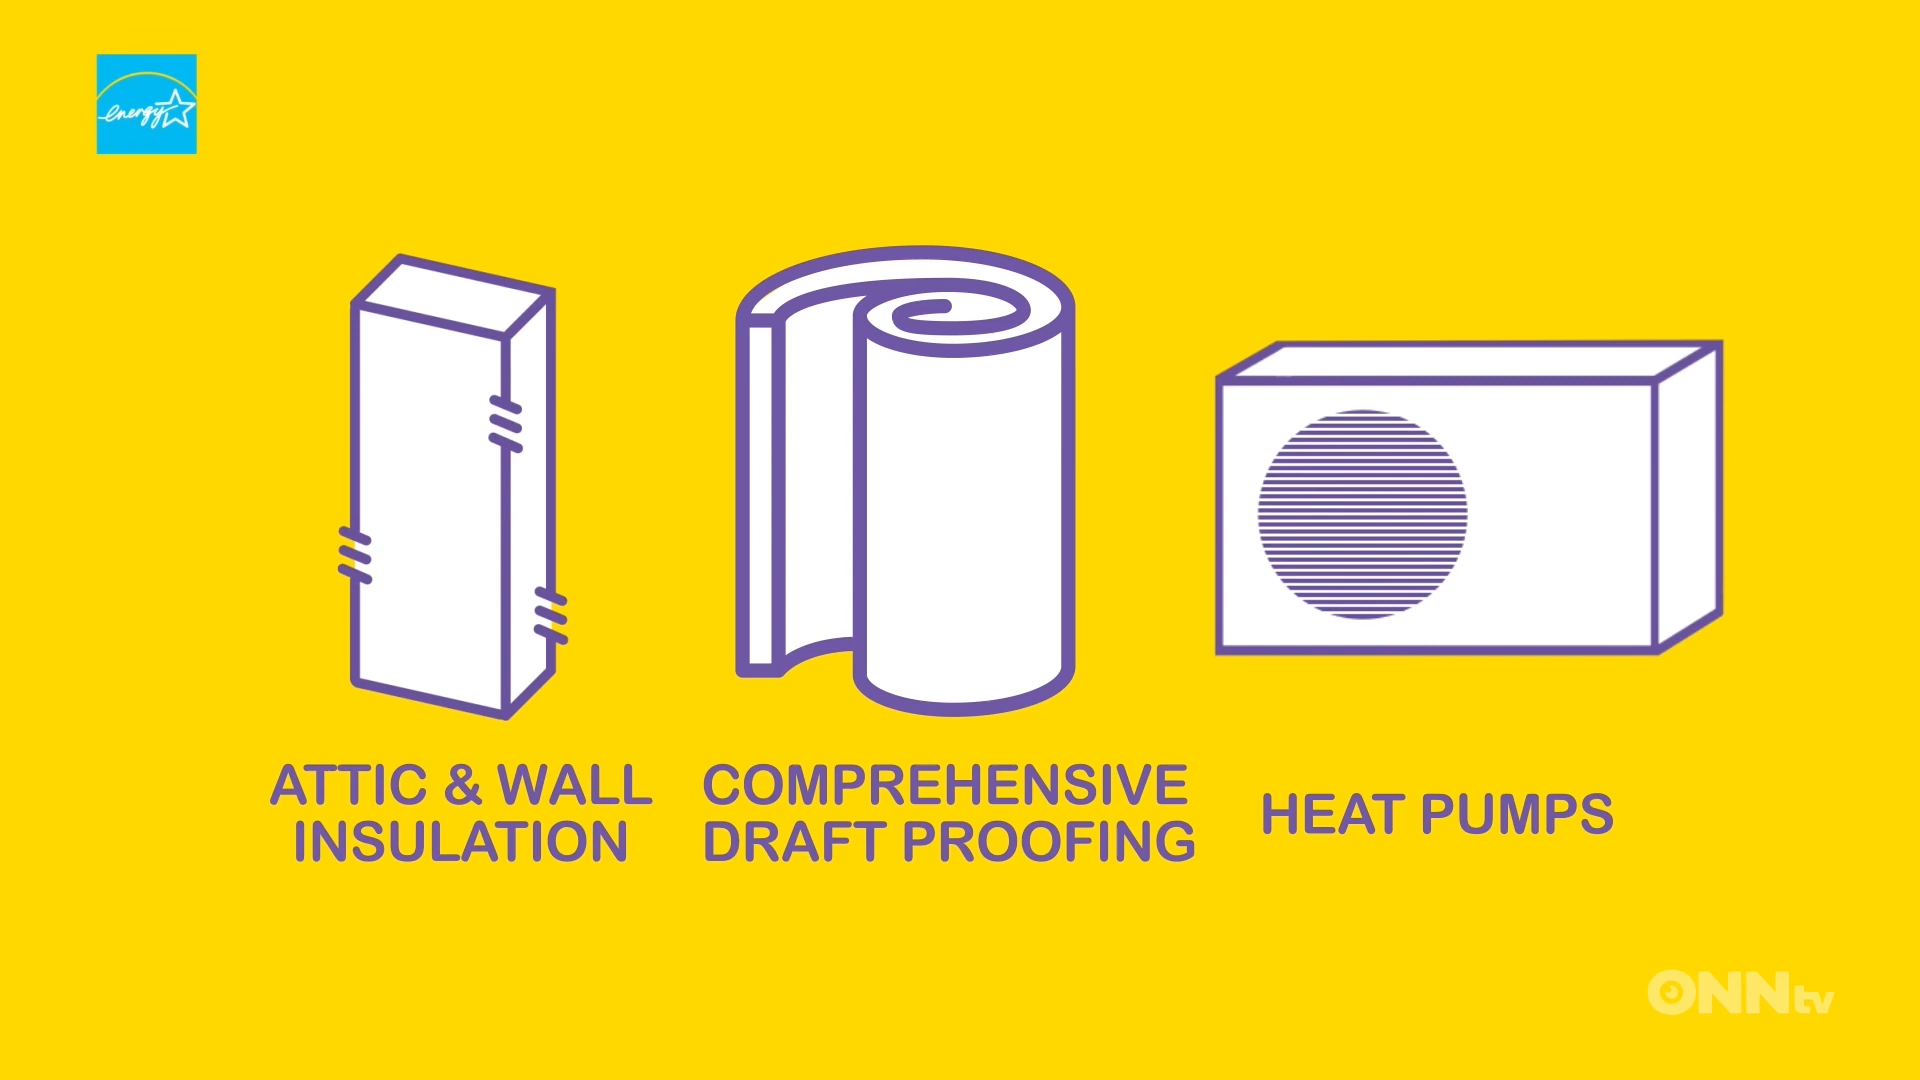 energy
ATTIC & WALL
INSULATION
COMPREHENSIVE
DRAFT PROOFING
HEAT PUMPS
ONNtv